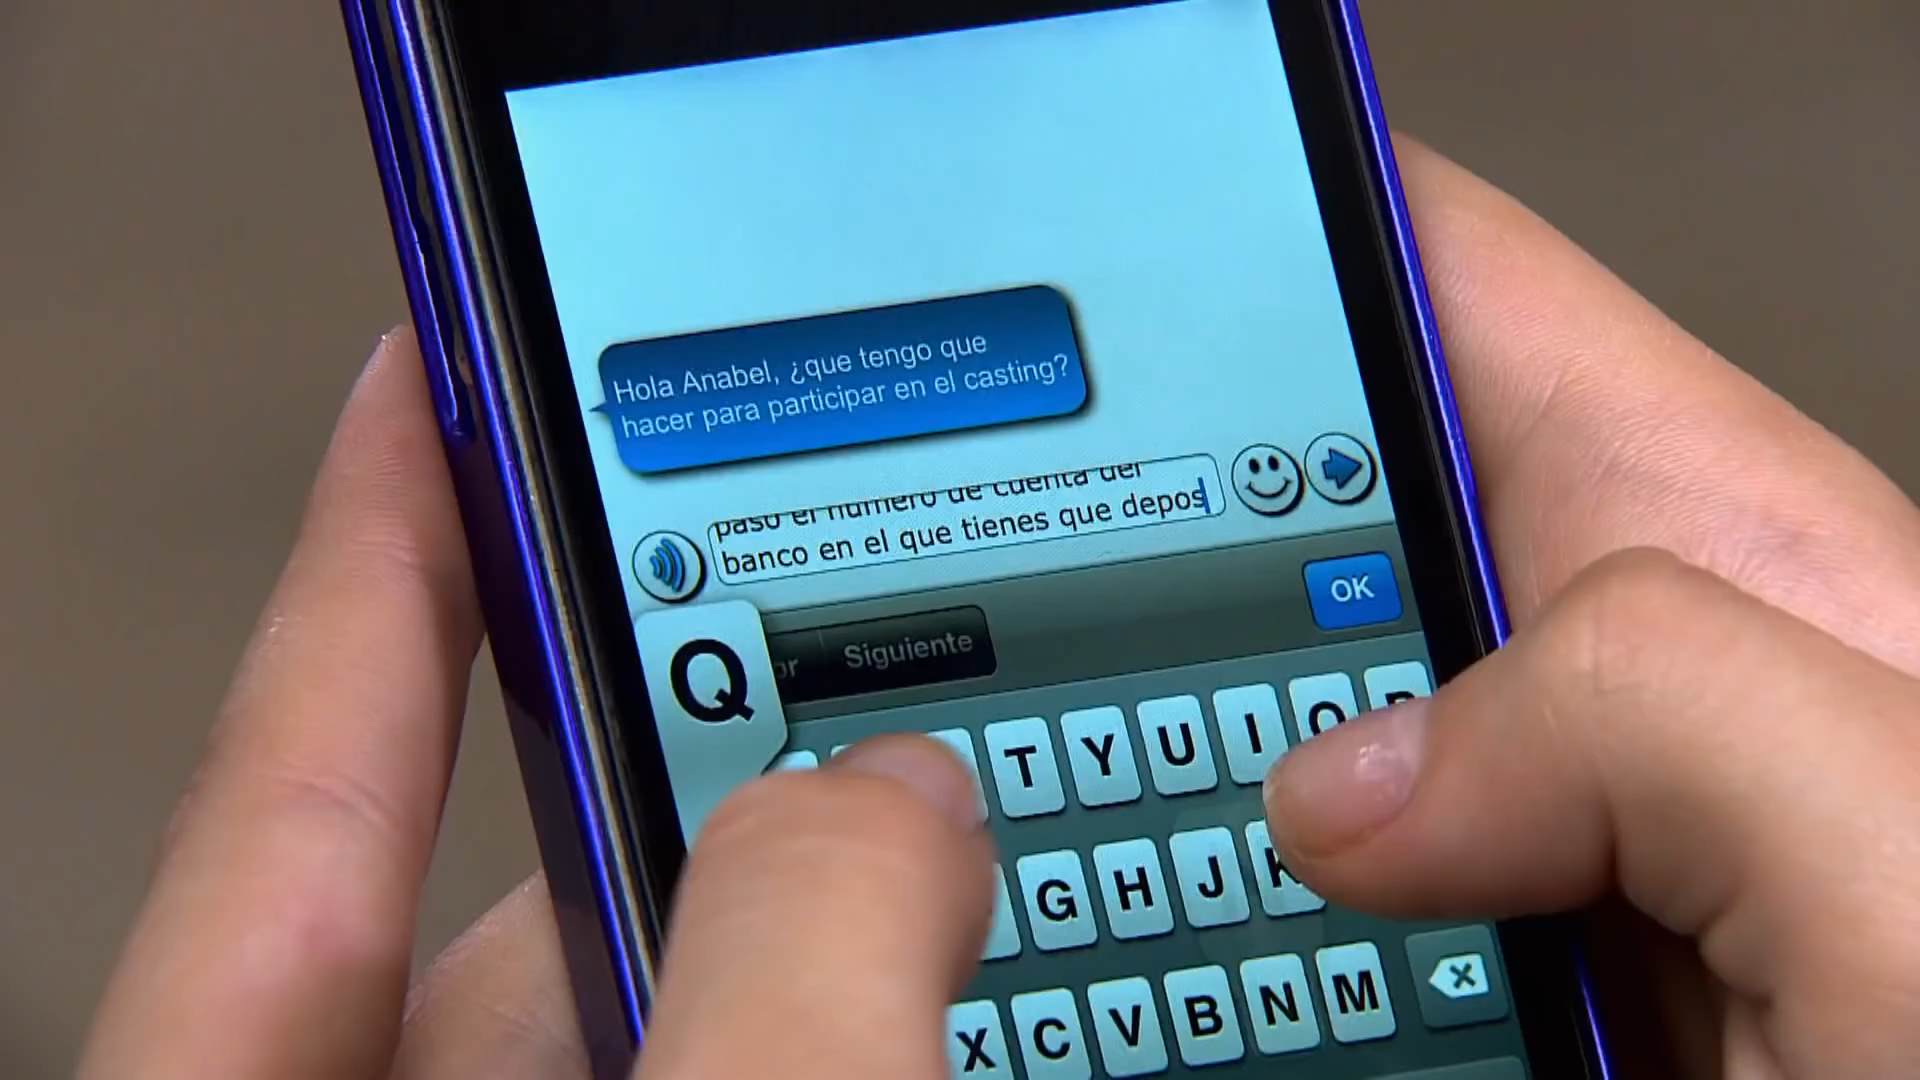 Hola Anabel, ¿que tengo que
hacer para participar en el casting?
paso el numero de cuenta del
banco en el que tienes que depos
OK
Siguiente
Q
T Y U I O P
G H J K
X C V B N M